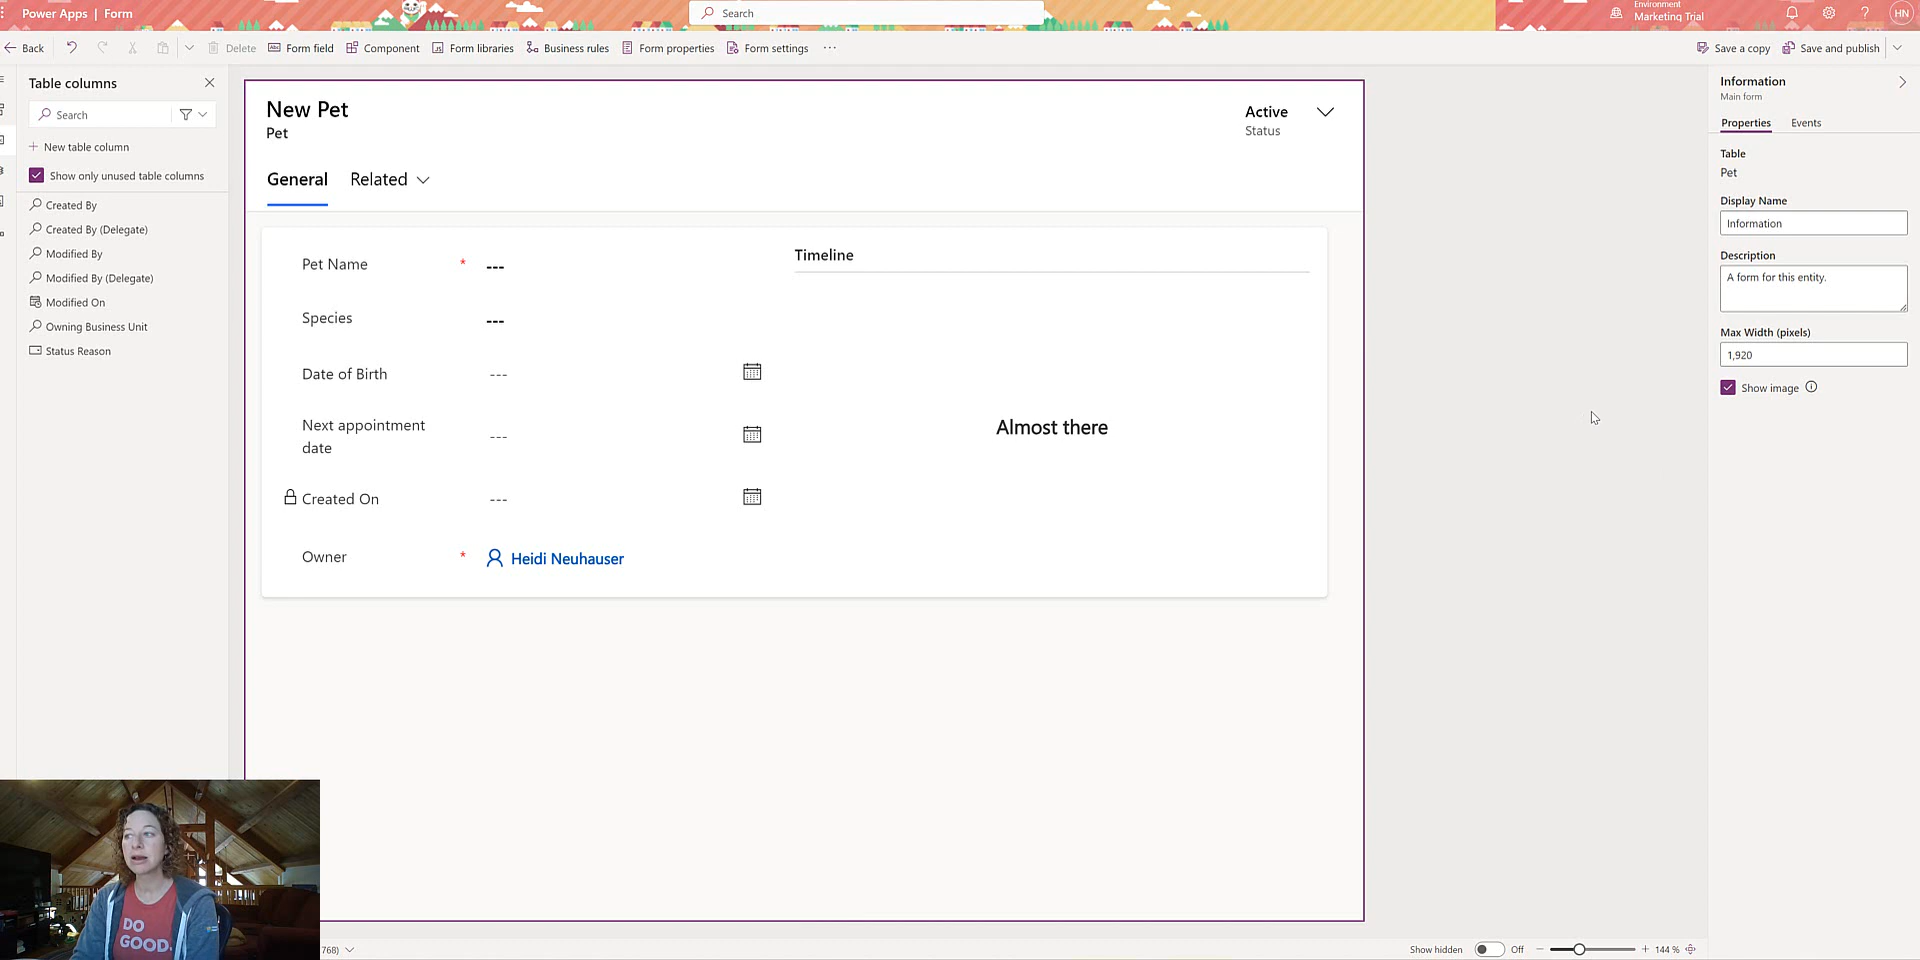 Power Apps | Form
Search
Environment
Marketing Trial
HN
Back
Delete
Form field
Component
Form libraries
Business rules
Form properties
Form settings
Save a copy
Save and publish
Table columns
Search
New table column
Show only unused table columns
Created By
Created By (Delegate)
Modified By
Modified By (Delegate)
Modified On
Owning Business Unit
Status Reason
New Pet
Pet
Active
Status
General
Related
Pet Name * ---
Species ---
Date of Birth ---
Next appointment
date ---
Created On ---
Owner * Heidi Neuhauser
Timeline
Almost there
Information
Main form
Properties
Events
Table
Pet
Display Name
Information
Description
A form for this entity.
Max Width (pixels)
1,920
Show image
DO
GOOD.
768)
Show hidden
Off
144 %